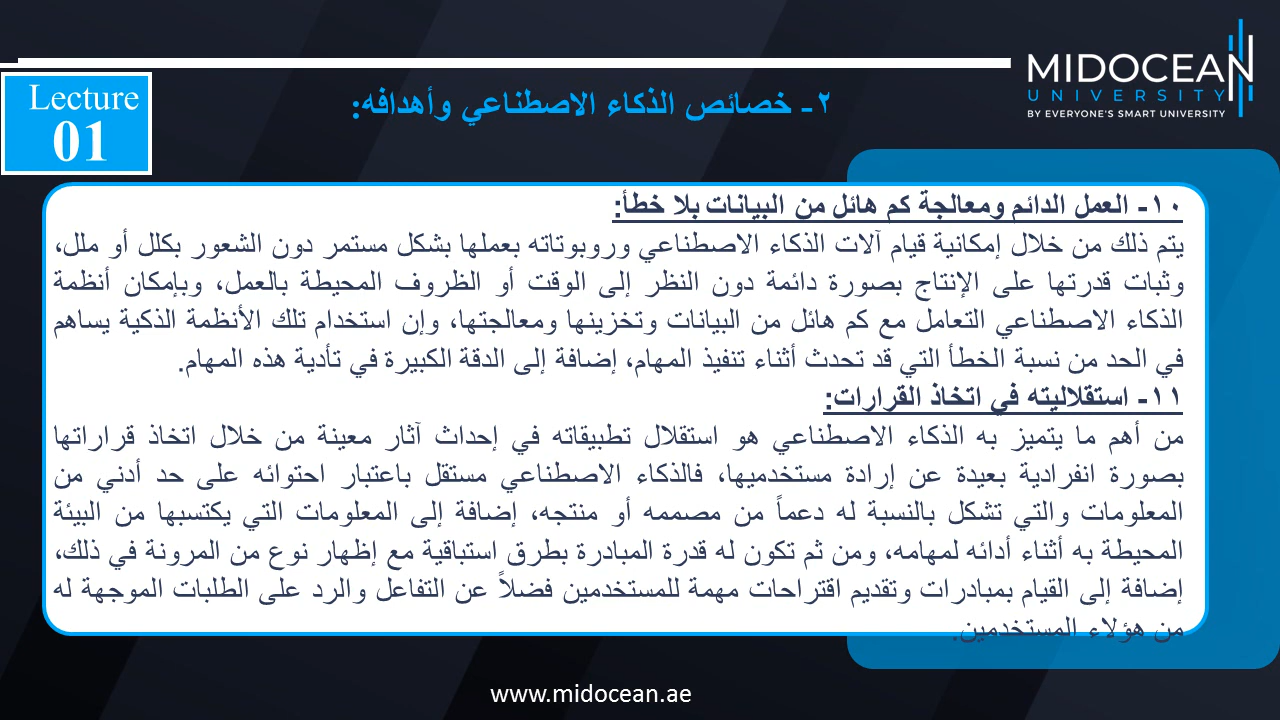 MIDOCEAN
UNIVERSITY
BY EVERYONE'S SMART UNIVERSITY
Lecture
01
٢- خصائص الذكاء الاصطناعي وأهدافه:
١٠- العمل الدائم ومعالجة كم هائل من البيانات بلا خطأ:
يتم ذلك من خلال إمكانية قيام آلات الذكاء الاصطناعي وروبوتاته بعملها بشكل مستمر دون الشعور بكلل أو ملل،
وثبات قدرتها على الإنتاج بصورة دائمة دون النظر إلى الوقت أو الظروف المحيطة بالعمل، وبإمكان أنظمة
الذكاء الاصطناعي التعامل مع كم هائل من البيانات وتخزينها ومعالجتها، وإن استخدام تلك الأنظمة الذكية يساهم
في الحد من نسبة الخطأ التي قد تحدث أثناء تنفيذ المهام، إضافة إلى الدقة الكبيرة في تأدية هذه المهام.
١١- استقلاليته في اتخاذ القرارات:
من أهم ما يتميز به الذكاء الاصطناعي هو استقلال تطبيقاته في إحداث آثار معينة من خلال اتخاذ قراراتها
بصورة انفرادية بعيدة عن إرادة مستخدميها، فالذكاء الاصطناعي مستقل باعتبار احتوائه على حد أدني من
المعلومات والتي تشكل بالنسبة له دعماً من مصممه أو منتجه، إضافة إلى المعلومات التي يكتسبها من البيئة
المحيطة به أثناء أدائه لمهامه، ومن ثم تكون له قدرة المبادرة بطرق استباقية مع إظهار نوع من المرونة في ذلك،
إضافة إلى القيام بمبادرات وتقديم اقتراحات مهمة للمستخدمين فضلاً عن التفاعل والرد على الطلبات الموجهة له
من هؤلاء المستخدمين.
www.midocean.ae